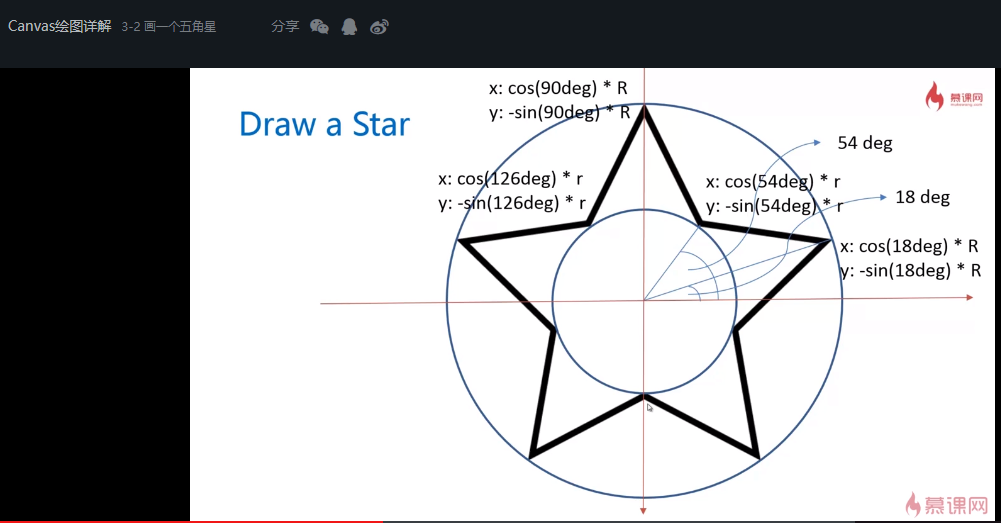 Canvas绘图详解 3-2 画一个五角星 分享
慕课网
Draw a Star
x: cos(90deg) * R
y: -sin(90deg) * R
54 deg
x: cos(126deg) * r
y: -sin(126deg) * r
x: cos(54deg) * r
y: -sin(54deg) * r
18 deg
x: cos(18deg) * R
y: -sin(18deg) * R
慕课网